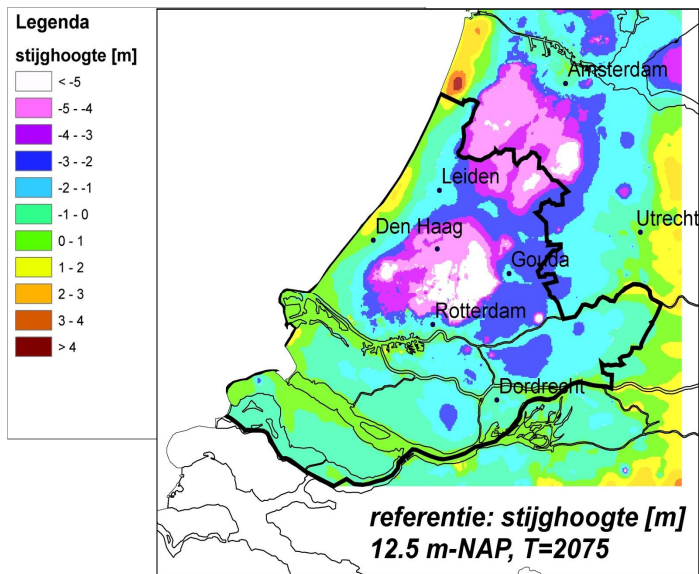 Legenda
stijghoogte [m]
< -5
-5 - -4
-4 - -3
-3 - -2
-2 - -1
-1 - 0
0 - 1
1 - 2
2 - 3
3 - 4
> 4
Amsterdam
Leiden
Utrecht
Den Haag
Gouda
Rotterdam
Dordrecht
referentie: stijghoogte [m]
12.5 m-NAP, T=2075